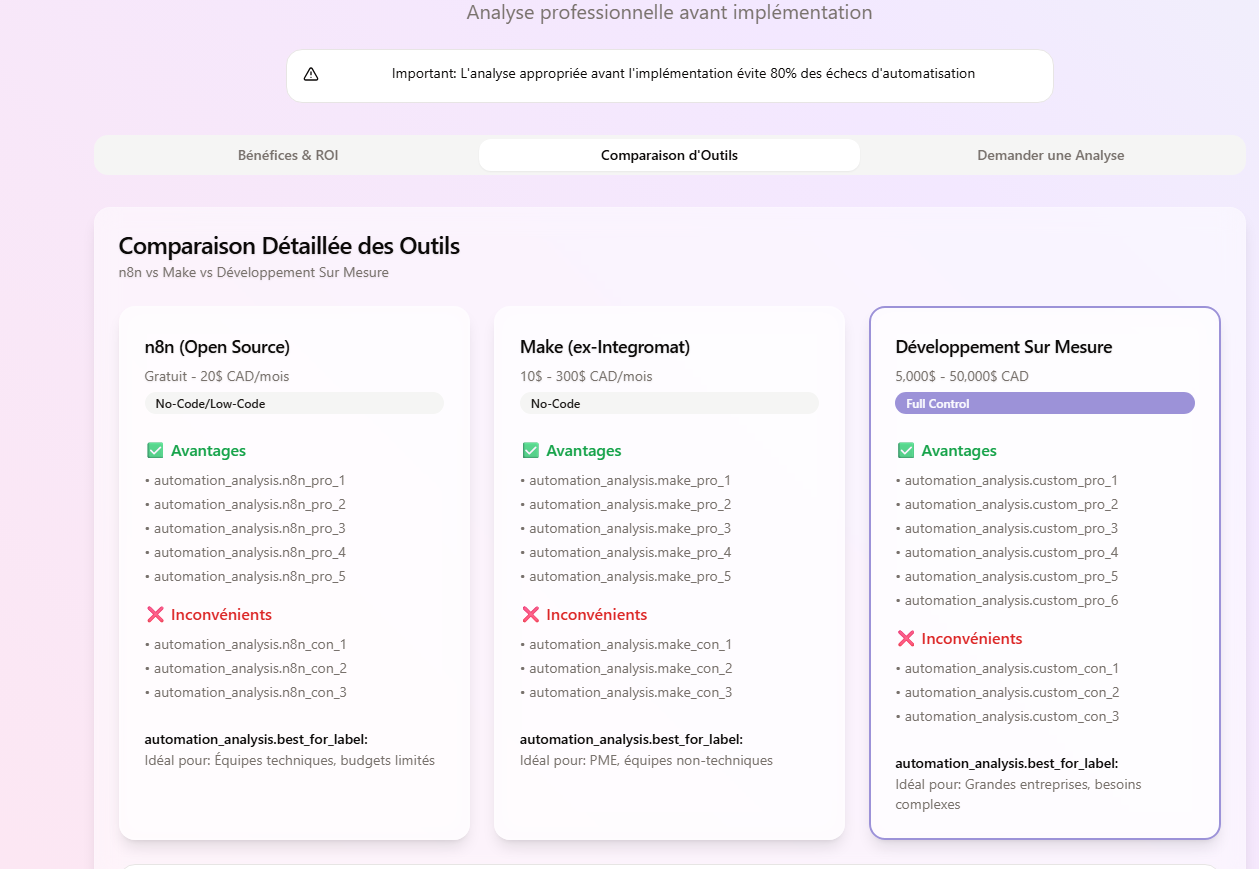 Analyse professionnelle avant implémentation
Important: L'analyse appropriée avant l'implémentation évite 80% des échecs d'automatisation
Bénéfices & ROI
Comparaison d'Outils
Demander une Analyse
Comparaison Détaillée des Outils
n8n vs Make vs Développement Sur Mesure
n8n (Open Source)
Gratuit - 20$ CAD/mois
No-Code/Low-Code
✅ Avantages
• automation_analysis.n8n_pro_1
• automation_analysis.n8n_pro_2
• automation_analysis.n8n_pro_3
• automation_analysis.n8n_pro_4
• automation_analysis.n8n_pro_5
❌ Inconvénients
• automation_analysis.n8n_con_1
• automation_analysis.n8n_con_2
• automation_analysis.n8n_con_3
automation_analysis.best_for_label:
Idéal pour: Équipes techniques, budgets limités
Make (ex-Integromat)
10$ - 300$ CAD/mois
No-Code
✅ Avantages
• automation_analysis.make_pro_1
• automation_analysis.make_pro_2
• automation_analysis.make_pro_3
• automation_analysis.make_pro_4
• automation_analysis.make_pro_5
❌ Inconvénients
• automation_analysis.make_con_1
• automation_analysis.make_con_2
• automation_analysis.make_con_3
automation_analysis.best_for_label:
Idéal pour: PME, équipes non-techniques
Développement Sur Mesure
5,000$ - 50,000$ CAD
Full Control
✅ Avantages
• automation_analysis.custom_pro_1
• automation_analysis.custom_pro_2
• automation_analysis.custom_pro_3
• automation_analysis.custom_pro_4
• automation_analysis.custom_pro_5
• automation_analysis.custom_pro_6
❌ Inconvénients
• automation_analysis.custom_con_1
• automation_analysis.custom_con_2
• automation_analysis.custom_con_3
automation_analysis.best_for_label:
Idéal pour: Grandes entreprises, besoins
complexes